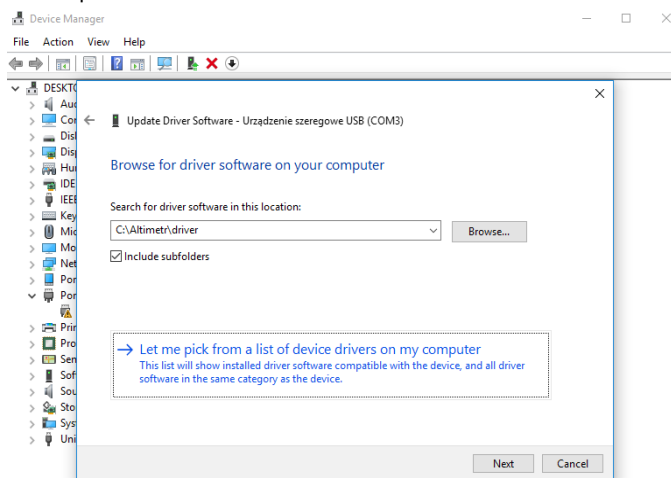 Device Manager
File Action View Help
DESKTO
Aud
Con
Disk
Disp
Hun
IDE
IEEE
Key
Mic
Mo
Net
Por
Por
Prin
Pro
Sen
Sof
Sou
Sto
Sys
Uni
Update Driver Software - Urządzenie szeregowe USB (COM3)
Browse for driver software on your computer
Search for driver software in this location:
C:\Altimetr\driver
Browse...
Include subfolders
Let me pick from a list of device drivers on my computer
This list will show installed driver software compatible with the device, and all driver
software in the same category as the device.
Next Cancel